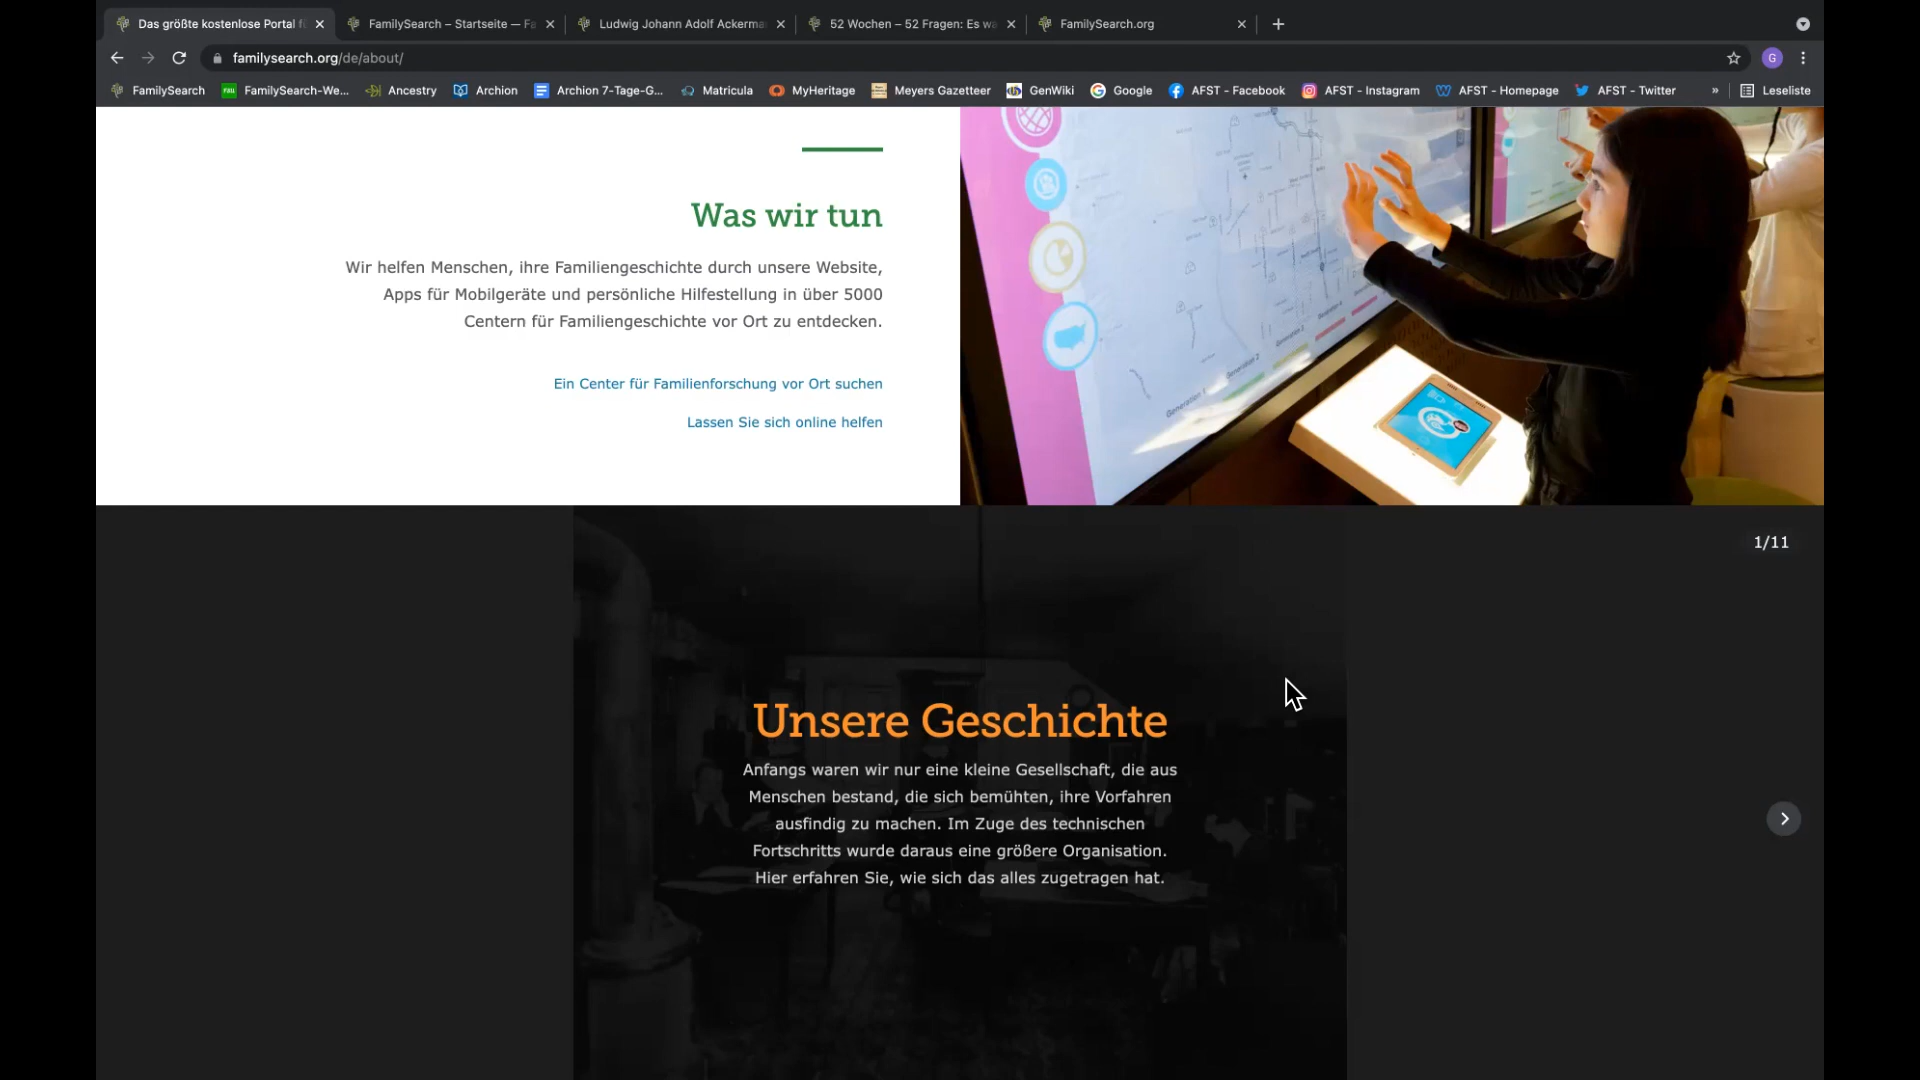 Das größte kostenlose Portal f
FamilySearch – Startseite — Fa
Ludwig Johann Adolf Ackerma
52 Wochen – 52 Fragen: Es wa
FamilySearch.org
familysearch.org/de/about/
G
FamilySearch
FamilySearch-We...
Ancestry
Archion
Archion 7-Tage-G...
Matricula
MyHeritage
Meyers Gazetteer
GenWiki
Google
AFST - Facebook
AFST - Instagram
AFST - Homepage
AFST - Twitter
»
Leseliste
Was wir tun
Wir helfen Menschen, ihre Familiengeschichte durch unsere Website,
Apps für Mobilgeräte und persönliche Hilfestellung in über 5000
Centern für Familiengeschichte vor Ort zu entdecken.
Ein Center für Familienforschung vor Ort suchen
Lassen Sie sich online helfen
Generation 1
Generation 2
Generation 3
1/11
Unsere Geschichte
Anfangs waren wir nur eine kleine Gesellschaft, die aus
Menschen bestand, die sich bemühten, ihre Vorfahren
ausfindig zu machen. Im Zuge des technischen
Fortschritts wurde daraus eine größere Organisation.
Hier erfahren Sie, wie sich das alles zugetragen hat.